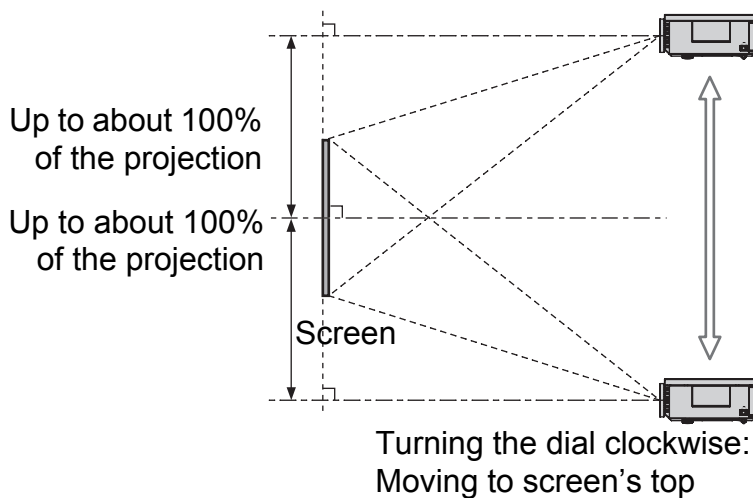 Up to about 100%
of the projection
Up to about 100%
of the projection
Screen
Turning the dial clockwise:
Moving to screen's top